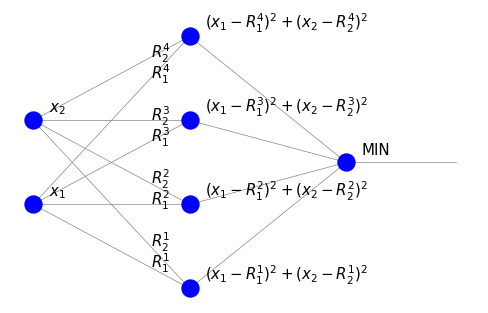 $(x_1 - R_1^4)^2 + (x_2 - R_2^4)^2$
$R_2^4$
$R_1^4$
$x_2$
$(x_1 - R_1^3)^2 + (x_2 - R_2^3)^2$
$R_2^3$
$R_1^3$
MIN
$x_1$
$R_2^2$
$R_1^2$
$(x_1 - R_1^2)^2 + (x_2 - R_2^2)^2$
$R_2^1$
$R_1^1$
$(x_1 - R_1^1)^2 + (x_2 - R_2^1)^2$